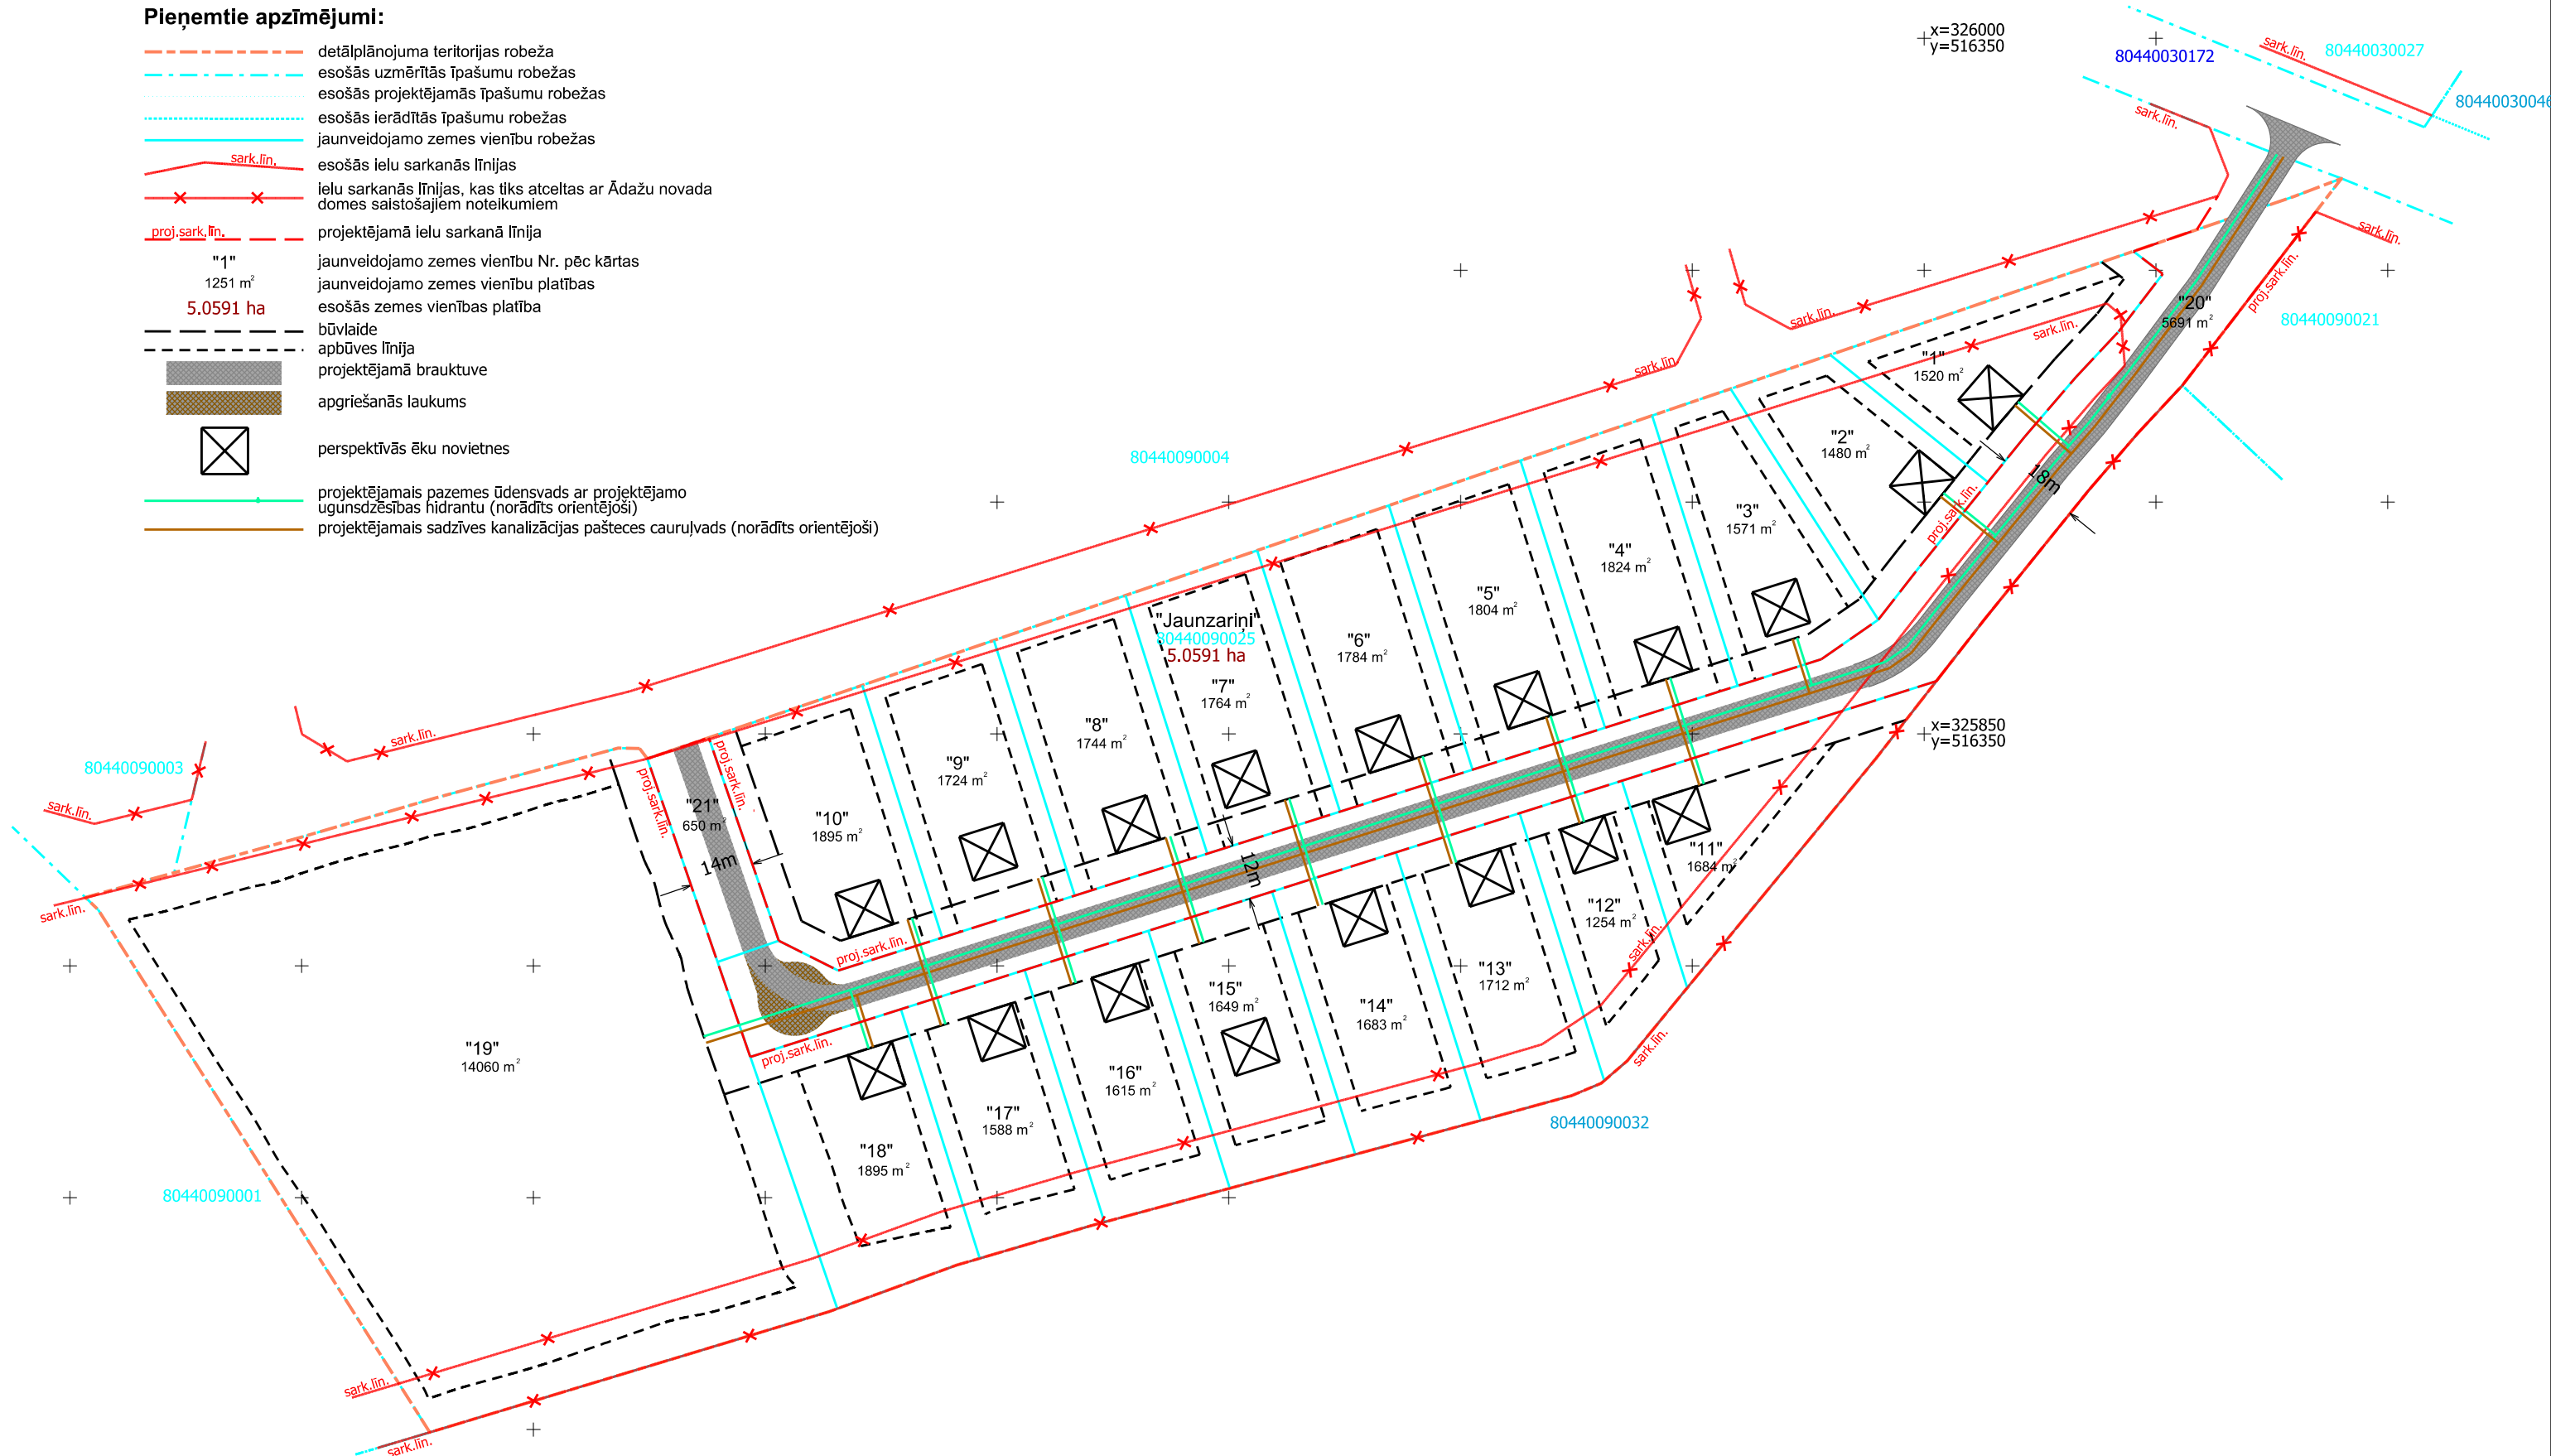 Pieņemtie apzīmējumi:
detālplānojuma teritorijas robeža
esošās uzmērītās īpašumu robežas
esošās projektējamās īpašumu robežas
esošās ierādītās īpašumu robežas
jaunveidojamo zemes vienību robežas
sark.līn.
esošās ielu sarkanās līnijas
ielu sarkanās līnijas, kas tiks atceltas ar Ādažu novada
domes saistošajiem noteikumiem
proj.sark.līn.
projektējamā ielu sarkanā līnija
"1"
jaunveidojamo zemes vienību Nr. pēc kārtas
1251 m²
jaunveidojamo zemes vienību platības
5.0591 ha
esošās zemes vienības platība
būvlaide
apbūves līnija
projektējamā brauktuve
apgriešanās laukums
perspektīvās ēku novietnes
projektējamais pazemes ūdensvads ar projektējamo
ugunsdzēsības hidrantu (norādīts orientējoši)
projektējamais sadzīves kanalizācijas pašteces cauruļvads (norādīts orientējoši)
x=326000
y=516350
80440030172
sark.līn.
80440030027
80440030046
sark.līn.
sark.līn.
proj.sark.līn.
80440090021
"20"
5691 m²
sark.līn.
sark.līn.
sark.līn.
"1"
1520 m²
"2"
1480 m²
18m
proj.sark.līn.
"3"
1571 m²
"4"
1824 m²
"5"
1804 m²
"6"
1784 m²
80440090004
"Jaunzariņi"
80440090025
5.0591 ha
"7"
1764 m²
"8"
1744 m²
"9"
1724 m²
"10"
1895 m²
x=325850
y=516350
80440090003
sark.līn.
sark.līn.
sark.līn.
proj.sark.līn.
proj.sark.līn.
"21"
650 m²
14m
12m
proj.sark.līn.
proj.sark.līn.
"11"
1684 m²
"12"
1254 m²
sark.līn.
"13"
1712 m²
"14"
1683 m²
"15"
1649 m²
"16"
1615 m²
"17"
1588 m²
"18"
1895 m²
"19"
14060 m²
sark.līn.
80440090032
80440090001
sark.līn.
sark.līn.